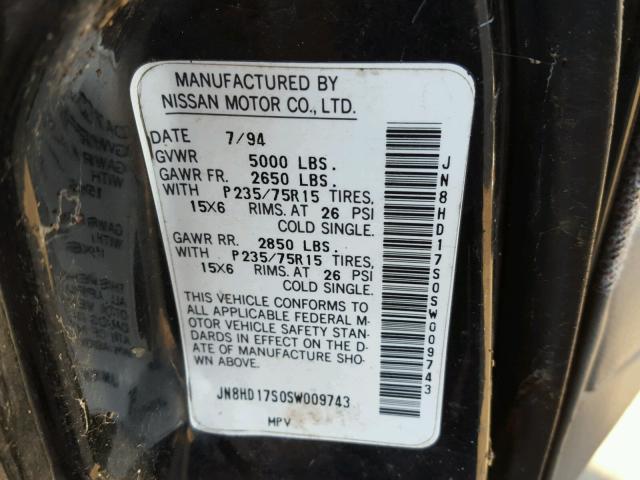 MANUFACTURED BY
NISSAN MOTOR CO., LTD.
DATE 7/94
GVWR 5000 LBS.
GAWR FR. 2650 LBS.
WITH P235/75R15 TIRES,
15X6 RIMS. AT 26 PSI
COLD SINGLE.
GAWR RR. 2850 LBS.
WITH P235/75R15 TIRES,
15X6 RIMS. AT 26 PSI
COLD SINGLE.
THIS VEHICLE CONFORMS TO
ALL APPLICABLE FEDERAL M-
OTOR VEHICLE SAFETY STAN-
DARDS IN EFFECT ON THE D-
ATE OF MANUFACTURE SHO-
WN ABOVE.
JN8HD17S0SW009743
MPV
JN8HD17S0SW009743